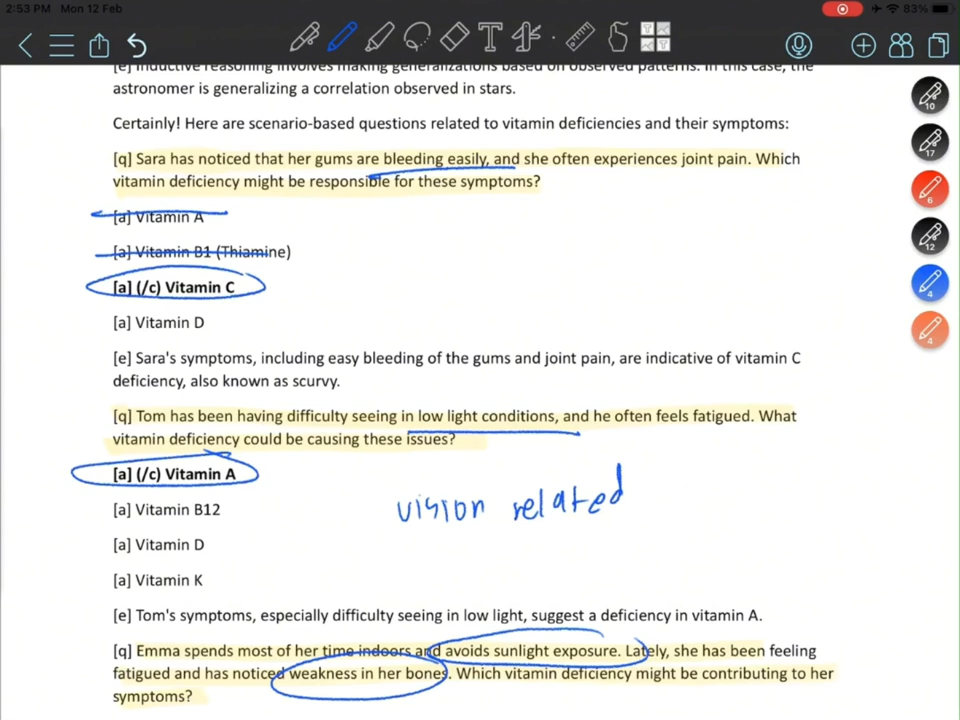 2:53 PM Mon 12 Feb
83%
[e] Inductive reasoning involves making generalizations based on observed patterns. In this case, the
astronomer is generalizing a correlation observed in stars.
Certainly! Here are scenario-based questions related to vitamin deficiencies and their symptoms:
[q] Sara has noticed that her gums are bleeding easily, and she often experiences joint pain. Which
vitamin deficiency might be responsible for these symptoms?
[a] Vitamin A
[a] Vitamin B1 (Thiamine)
[a] (/c) Vitamin C
[a] Vitamin D
[e] Sara's symptoms, including easy bleeding of the gums and joint pain, are indicative of vitamin C
deficiency, also known as scurvy.
[q] Tom has been having difficulty seeing in low light conditions, and he often feels fatigued. What
vitamin deficiency could be causing these issues?
[a] (/c) Vitamin A
[a] Vitamin B12
vision related
[a] Vitamin D
[a] Vitamin K
[e] Tom's symptoms, especially difficulty seeing in low light, suggest a deficiency in vitamin A.
[q] Emma spends most of her time indoors and avoids sunlight exposure. Lately, she has been feeling
fatigued and has noticed weakness in her bones. Which vitamin deficiency might be contributing to her
symptoms?
10
17
6
12
4
4